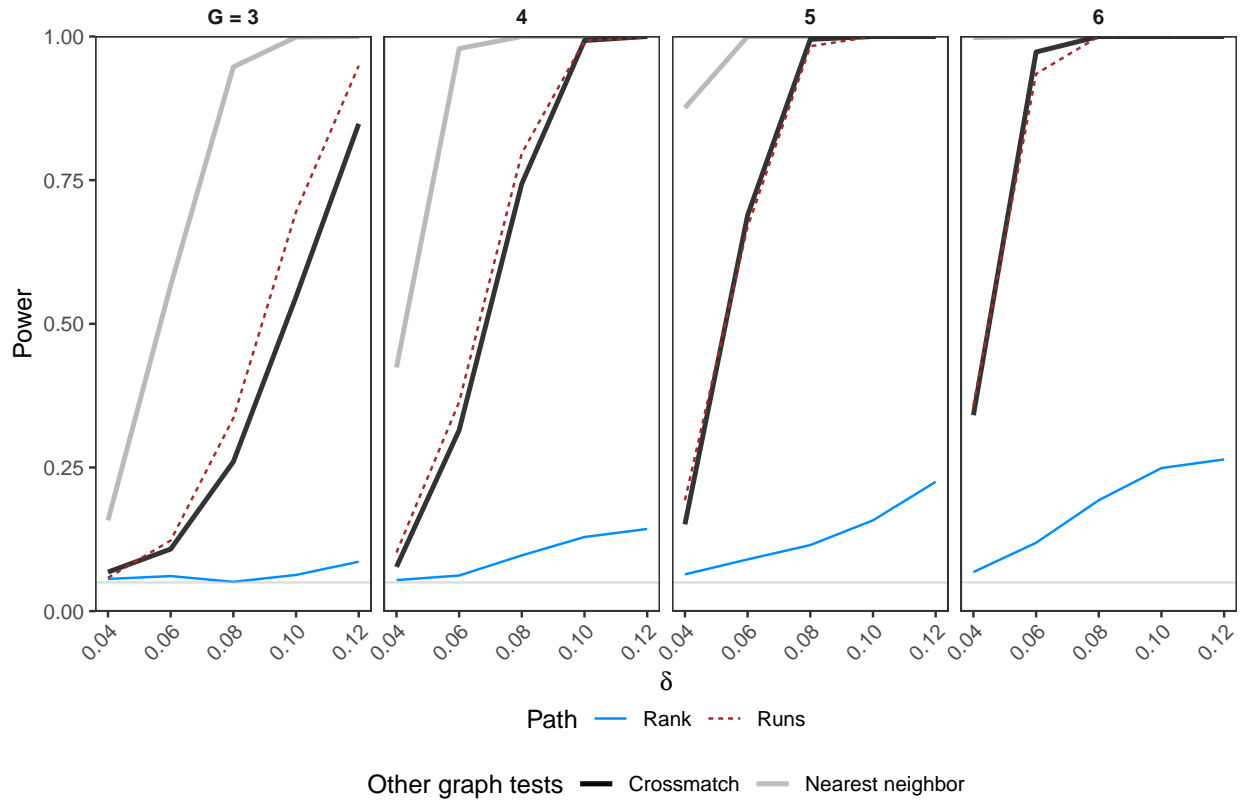 G = 3 4 5 6
1.00
0.75
0.50
0.25
0.00
Power
0.04 0.06 0.08 0.10 0.12 0.04 0.06 0.08 0.10 0.12 0.04 0.06 0.08 0.10 0.12 0.04 0.06 0.08 0.10 0.12
δ
Path Rank Runs
Other graph tests Crossmatch Nearest neighbor